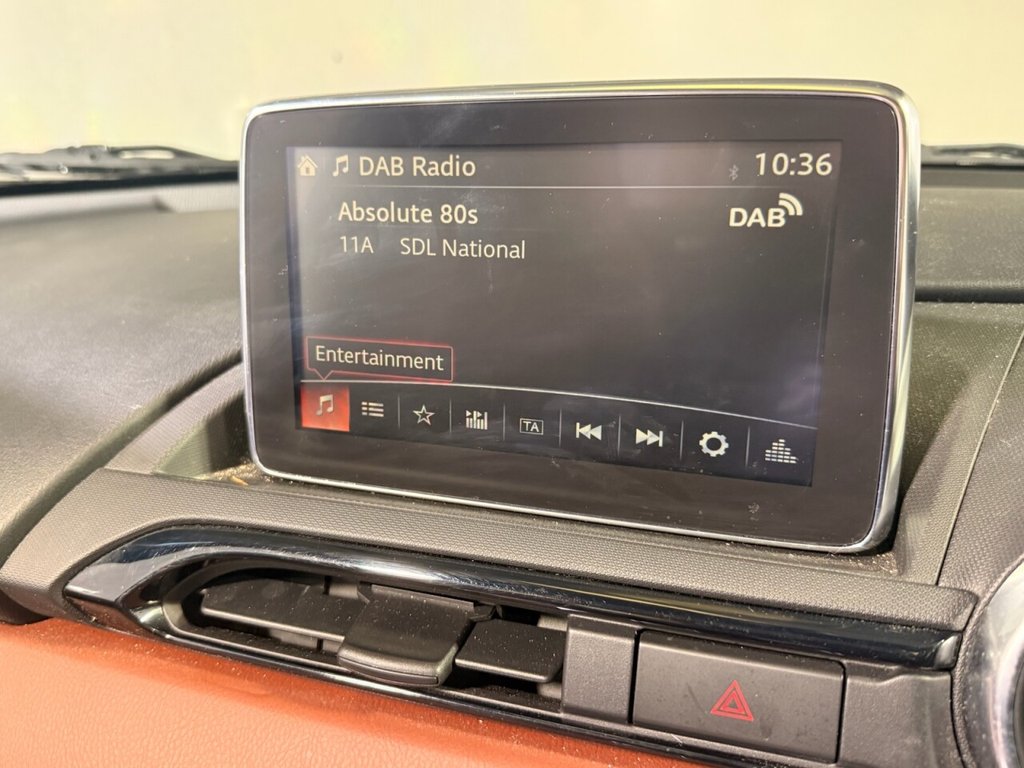 DAB Radio 10:36
Absolute 80s DAB
11A SDL National
Entertainment
TA